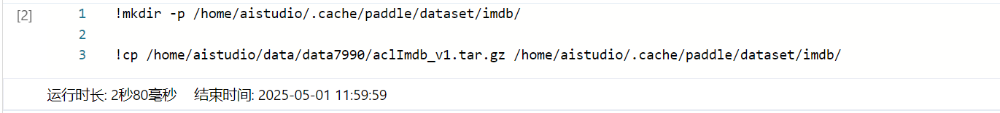 [2]
1 !mkdir -p /home/aistudio/.cache/paddle/dataset/imdb/
2
3 !cp /home/aistudio/data/data7990/aclImdb_v1.tar.gz /home/aistudio/.cache/paddle/dataset/imdb/
运行时长: 2秒80毫秒 结束时间: 2025-05-01 11:59:59